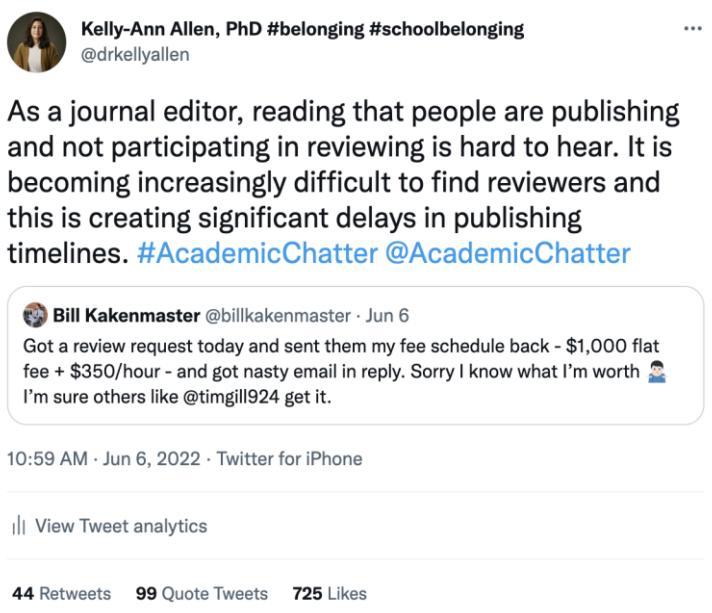 Kelly-Ann Allen, PhD #belonging #schoolbelonging
@drkellyallen
As a journal editor, reading that people are publishing
and not participating in reviewing is hard to hear. It is
becoming increasingly difficult to find reviewers and
this is creating significant delays in publishing
timelines. #AcademicChatter @AcademicChatter
Bill Kakenmaster @billkakenmaster · Jun 6
Got a review request today and sent them my fee schedule back - $1,000 flat
fee + $350/hour - and got nasty email in reply. Sorry I know what I'm worth 🤷🏻‍♂️
I'm sure others like @timgill924 get it.
10:59 AM · Jun 6, 2022 · Twitter for iPhone
View Tweet analytics
44 Retweets 99 Quote Tweets 725 Likes